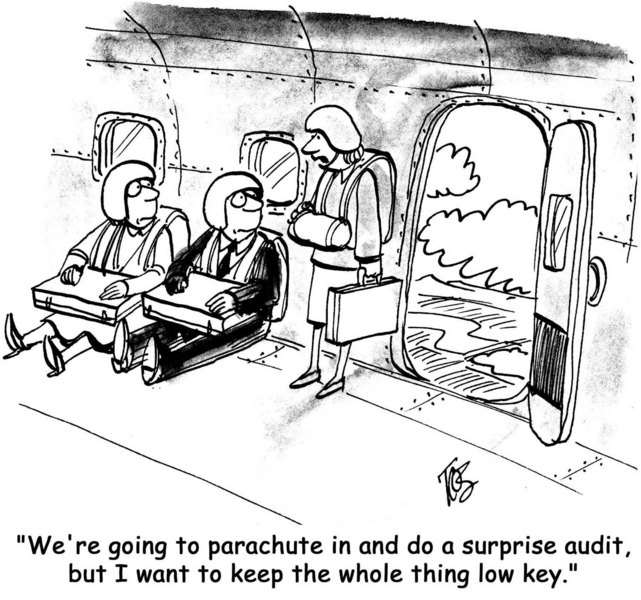 "We're going to parachute in and do a surprise audit,
but I want to keep the whole thing low key."